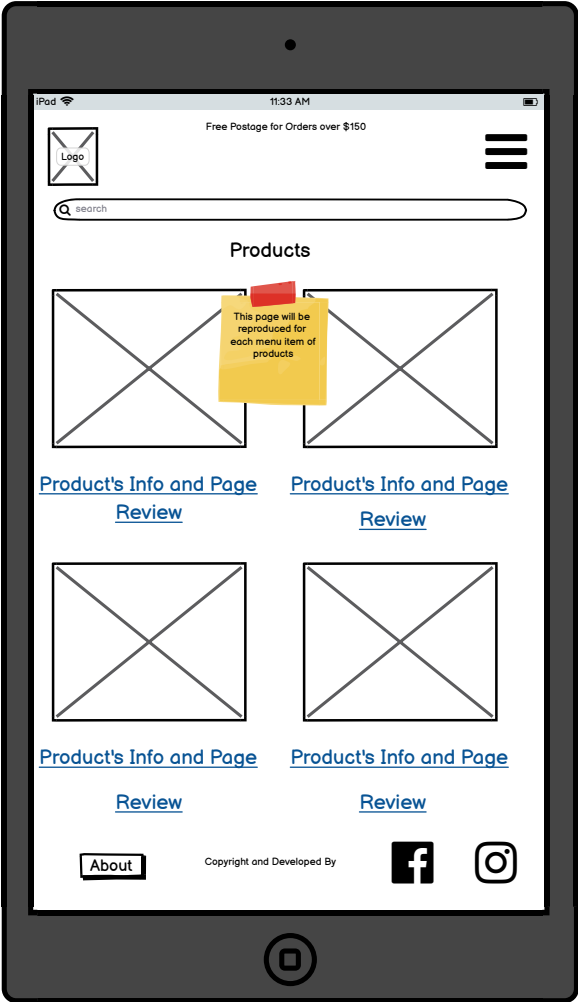 iPad 11:33 AM
Free Postage for Orders over $150
Logo
search
Products
This page will be
reproduced for
each menu item of
products
Product's Info and Page
Review
Product's Info and Page
Review
Product's Info and Page
Review
Product's Info and Page
Review
About
Copyright and Developed By